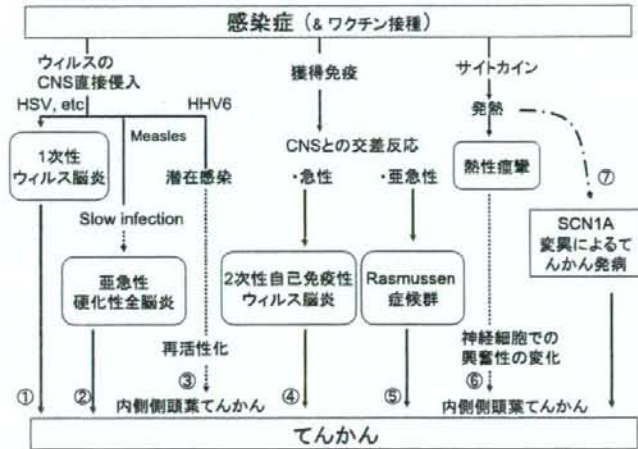 感染症 (& ワクチン接種)
ウィルスの
CNS直接侵入
HSV, etc
HHV6
Measles
1次性
ウィルス脳炎
潜在感染
Slow infection
亜急性
硬化性全脳炎
再活性化
①
②
③
内側側頭葉てんかん
獲得免疫
CNSとの交差反応
・急性
・亜急性
2次性自己免疫性
ウィルス脳炎
Rasmussen
症候群
④
⑤
サイトカイン
発熱
熱性痙攣
⑦
SCN1A
変異によるて
んかん発病
神経細胞での
興奮性の変化
⑥
内側側頭葉てんかん
てんかん